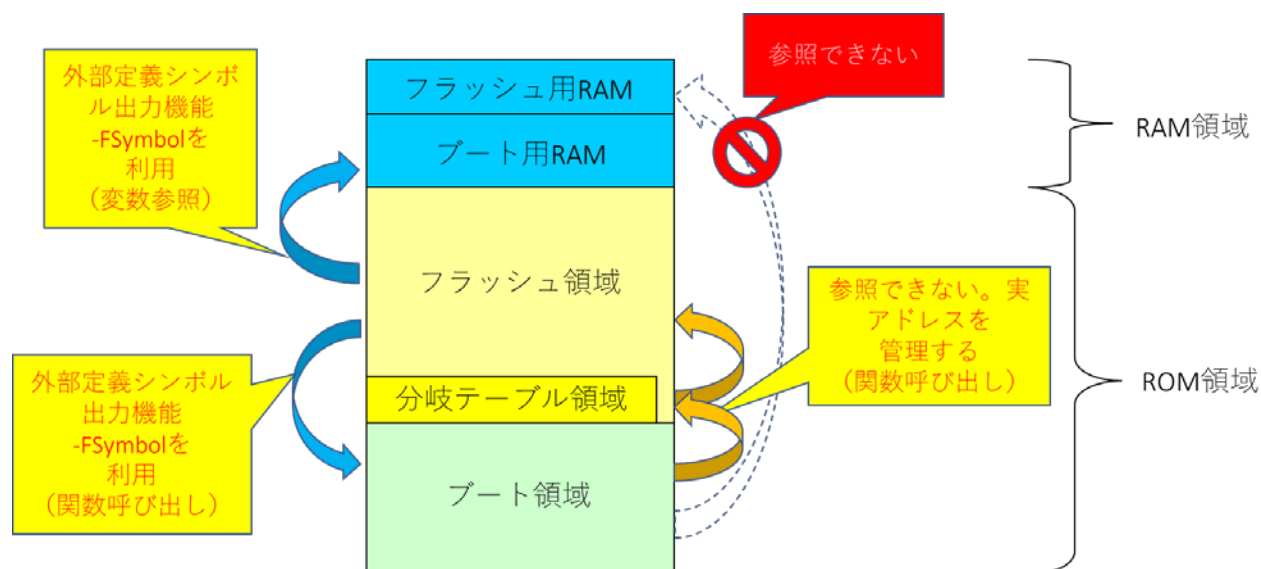 外部定義シンボ
ル出力機能
-FSymbolを
利用
（変数参照）
外部定義シンボル
出力機能
-FSymbolを
利用
（関数呼び出し）
フラッシュ用RAM
ブート用RAM
フラッシュ領域
分岐テーブル領域
ブート領域
参照できない
参照できない。実
アドレスを
管理する
（関数呼び出し）
RAM領域
ROM領域